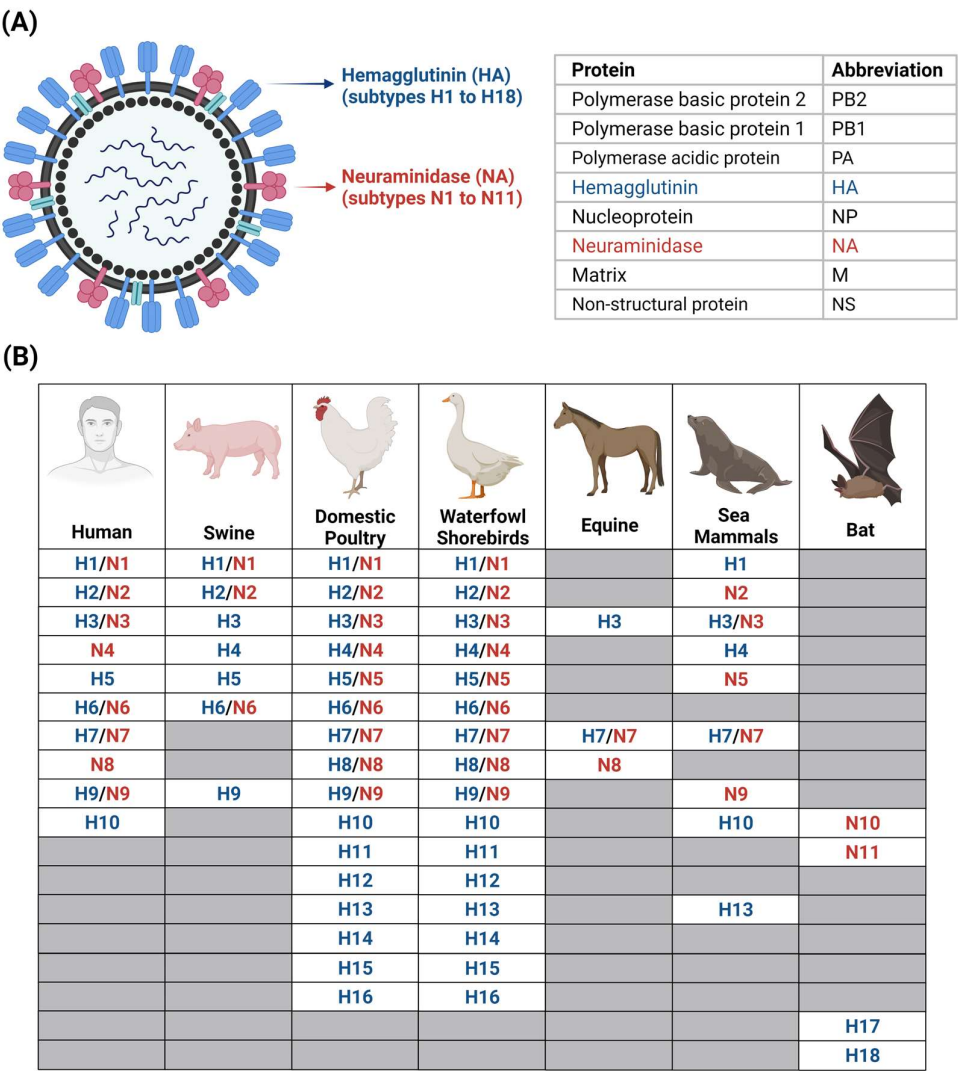 (A)
Hemagglutinin (HA)
(subtypes H1 to H18)
Neuraminidase (NA)
(subtypes N1 to N11)
Protein Abbreviation
Polymerase basic protein 2 PB2
Polymerase basic protein 1 PB1
Polymerase acidic protein PA
Hemagglutinin HA
Nucleoprotein NP
Neuraminidase NA
Matrix M
Non-structural protein NS
(B)
Human Swine Domestic Poultry Waterfowl Shorebirds Equine Sea Mammals Bat
H1/N1 H1/N1 H1/N1 H1/N1 H1
H2/N2 H2/N2 H2/N2 H2/N2 N2
H3/N3 H3 H3/N3 H3/N3 H3 H3/N3
N4 H4 H4/N4 H4/N4 H4
H5 H5 H5/N5 H5/N5 N5
H6/N6 H6/N6 H6/N6 H6/N6
H7/N7 H7/N7 H7/N7 H7/N7 H7/N7
N8 H8/N8 H8/N8 N8
H9/N9 H9 H9/N9 H9/N9 N9
H10 H10 H10 H10 N10
H11 H11 N11
H12 H12
H13 H13 H13
H14 H14
H15 H15
H16 H16
H17
H18